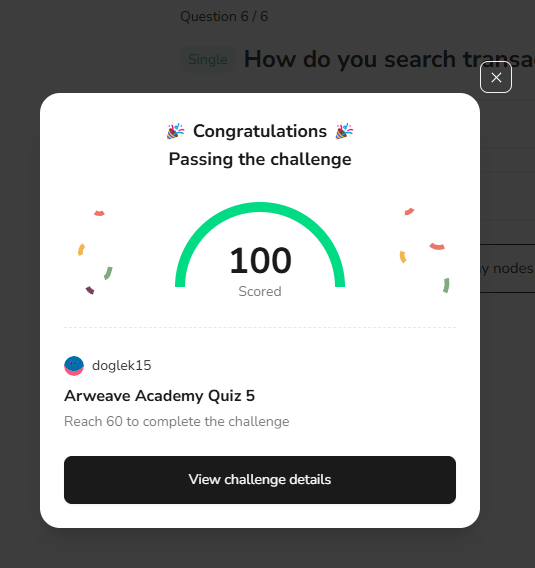 Question 6 / 6
Single How do you search transa
Congratulations
Passing the challenge
100
Scored
y nodes
doglek15
Arweave Academy Quiz 5
Reach 60 to complete the challenge
View challenge details